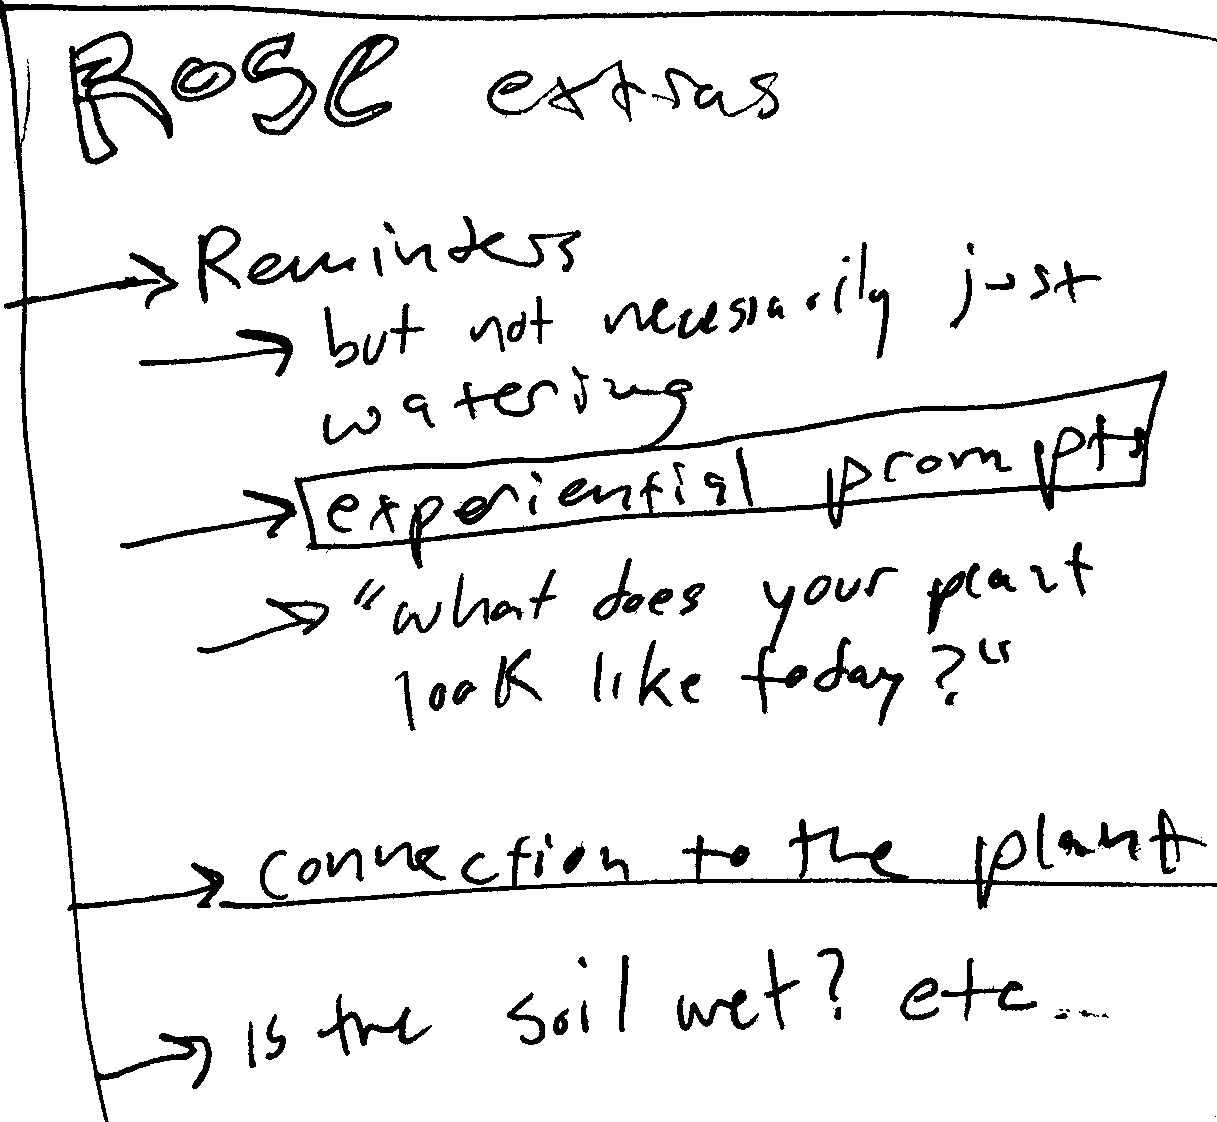 Rose extras
→ Reminders
→ but not necessarily just
watering
→ experiential prompts
→ "what does your plant
look like today?"
→ connection to the plant
→ is the soil wet? etc...